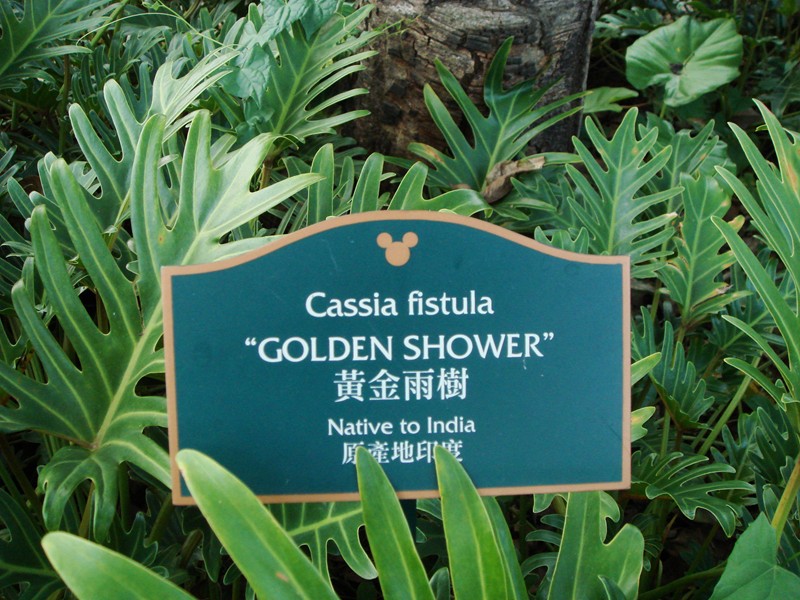 Cassia fistula
“GOLDEN SHOWER”
黃金雨樹
Native to India
原產地印度